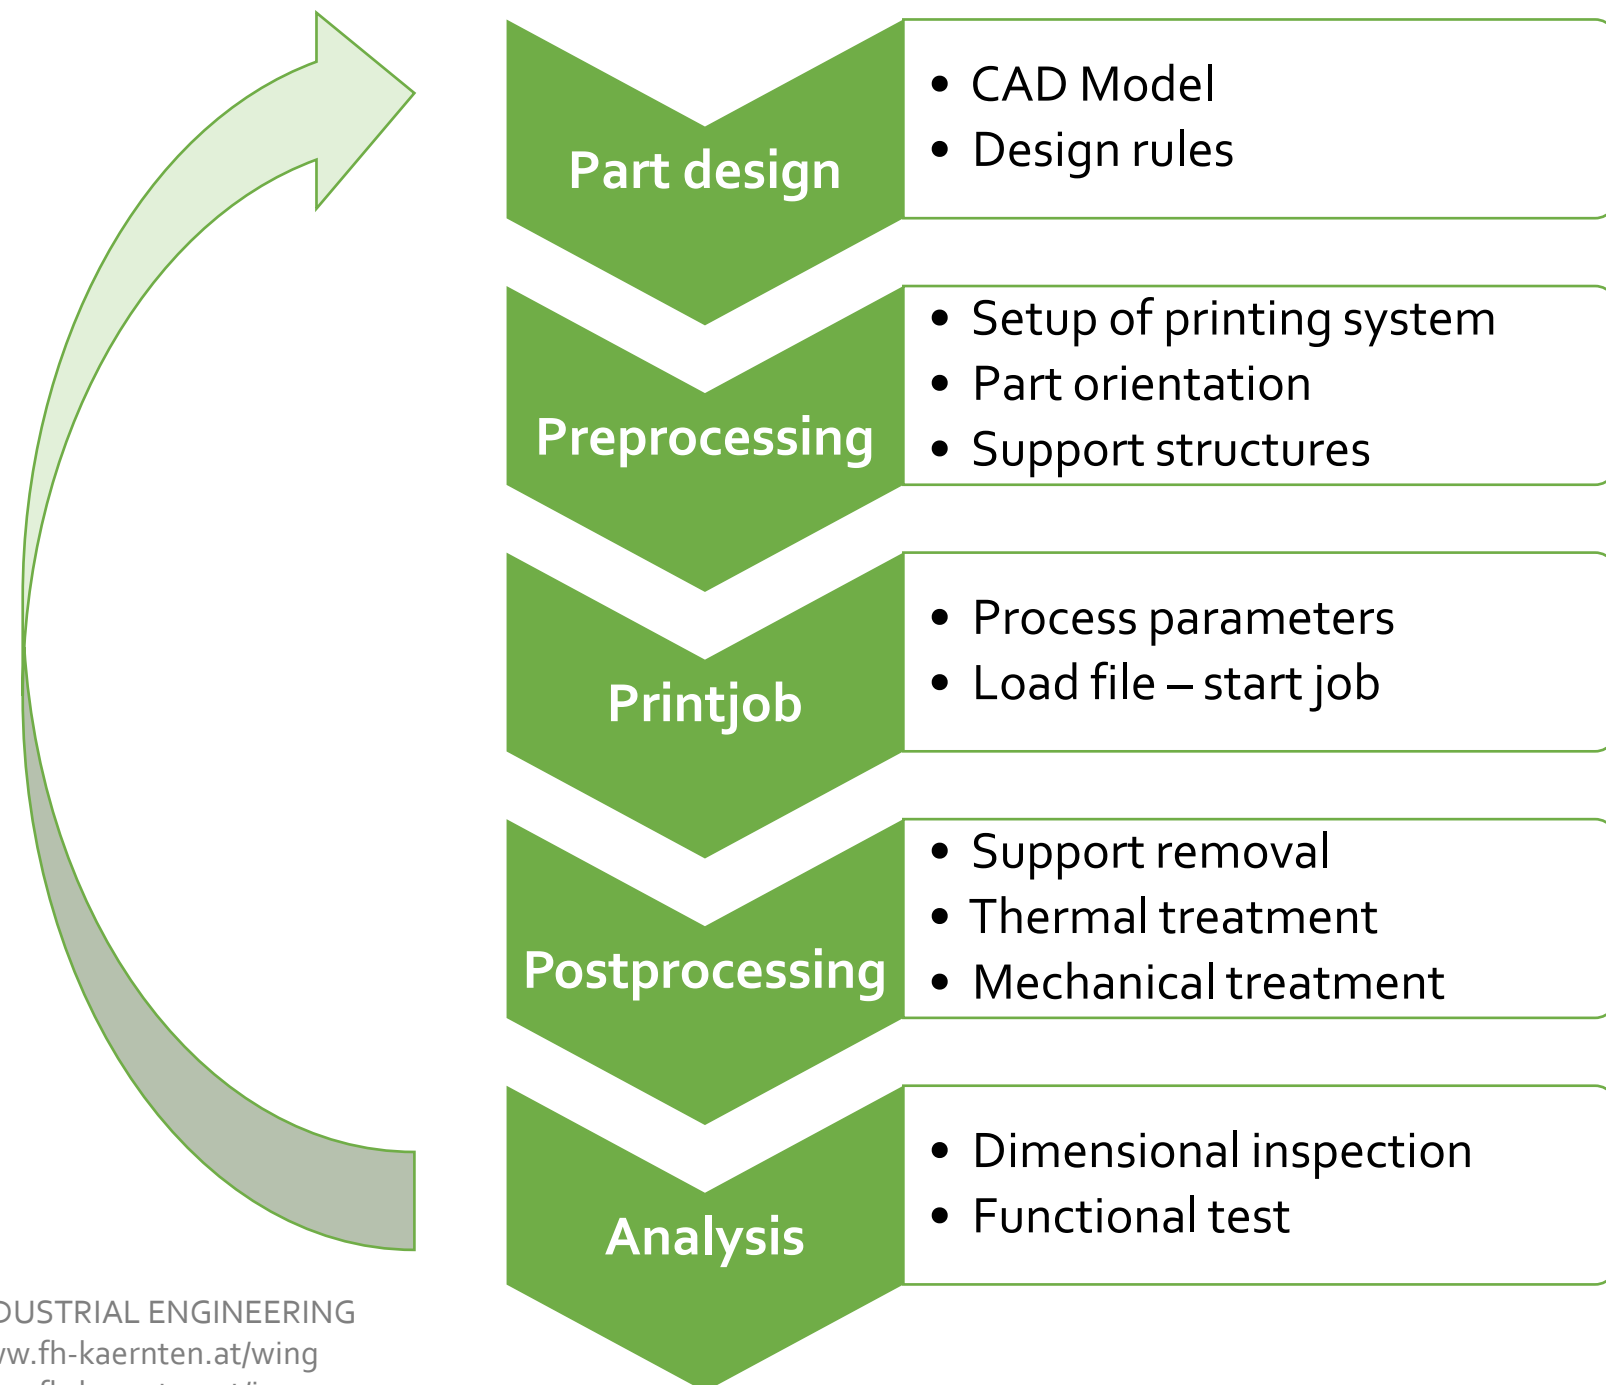 Part design
• CAD Model
• Design rules
Preprocessing
• Setup of printing system
• Part orientation
• Support structures
Printjob
• Process parameters
• Load file – start job
Postprocessing
• Support removal
• Thermal treatment
• Mechanical treatment
Analysis
• Dimensional inspection
• Functional test
DUSTRIAL ENGINEERING
ww.fh-kaernten.at/wing